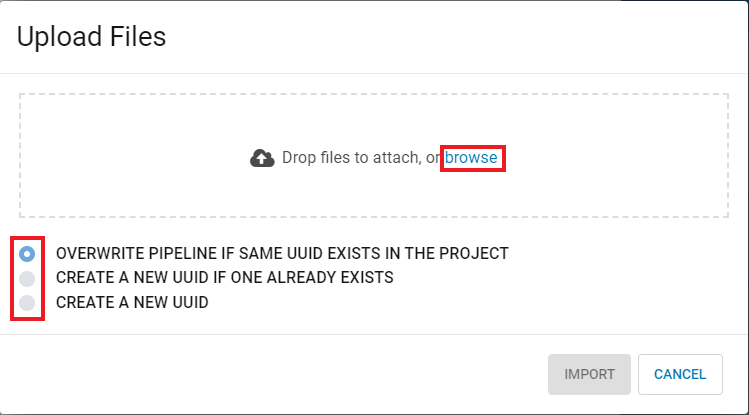 Upload Files
Drop files to attach, or browse
OVERWRITE PIPELINE IF SAME UUID EXISTS IN THE PROJECT
CREATE A NEW UUID IF ONE ALREADY EXISTS
CREATE A NEW UUID
IMPORT CANCEL